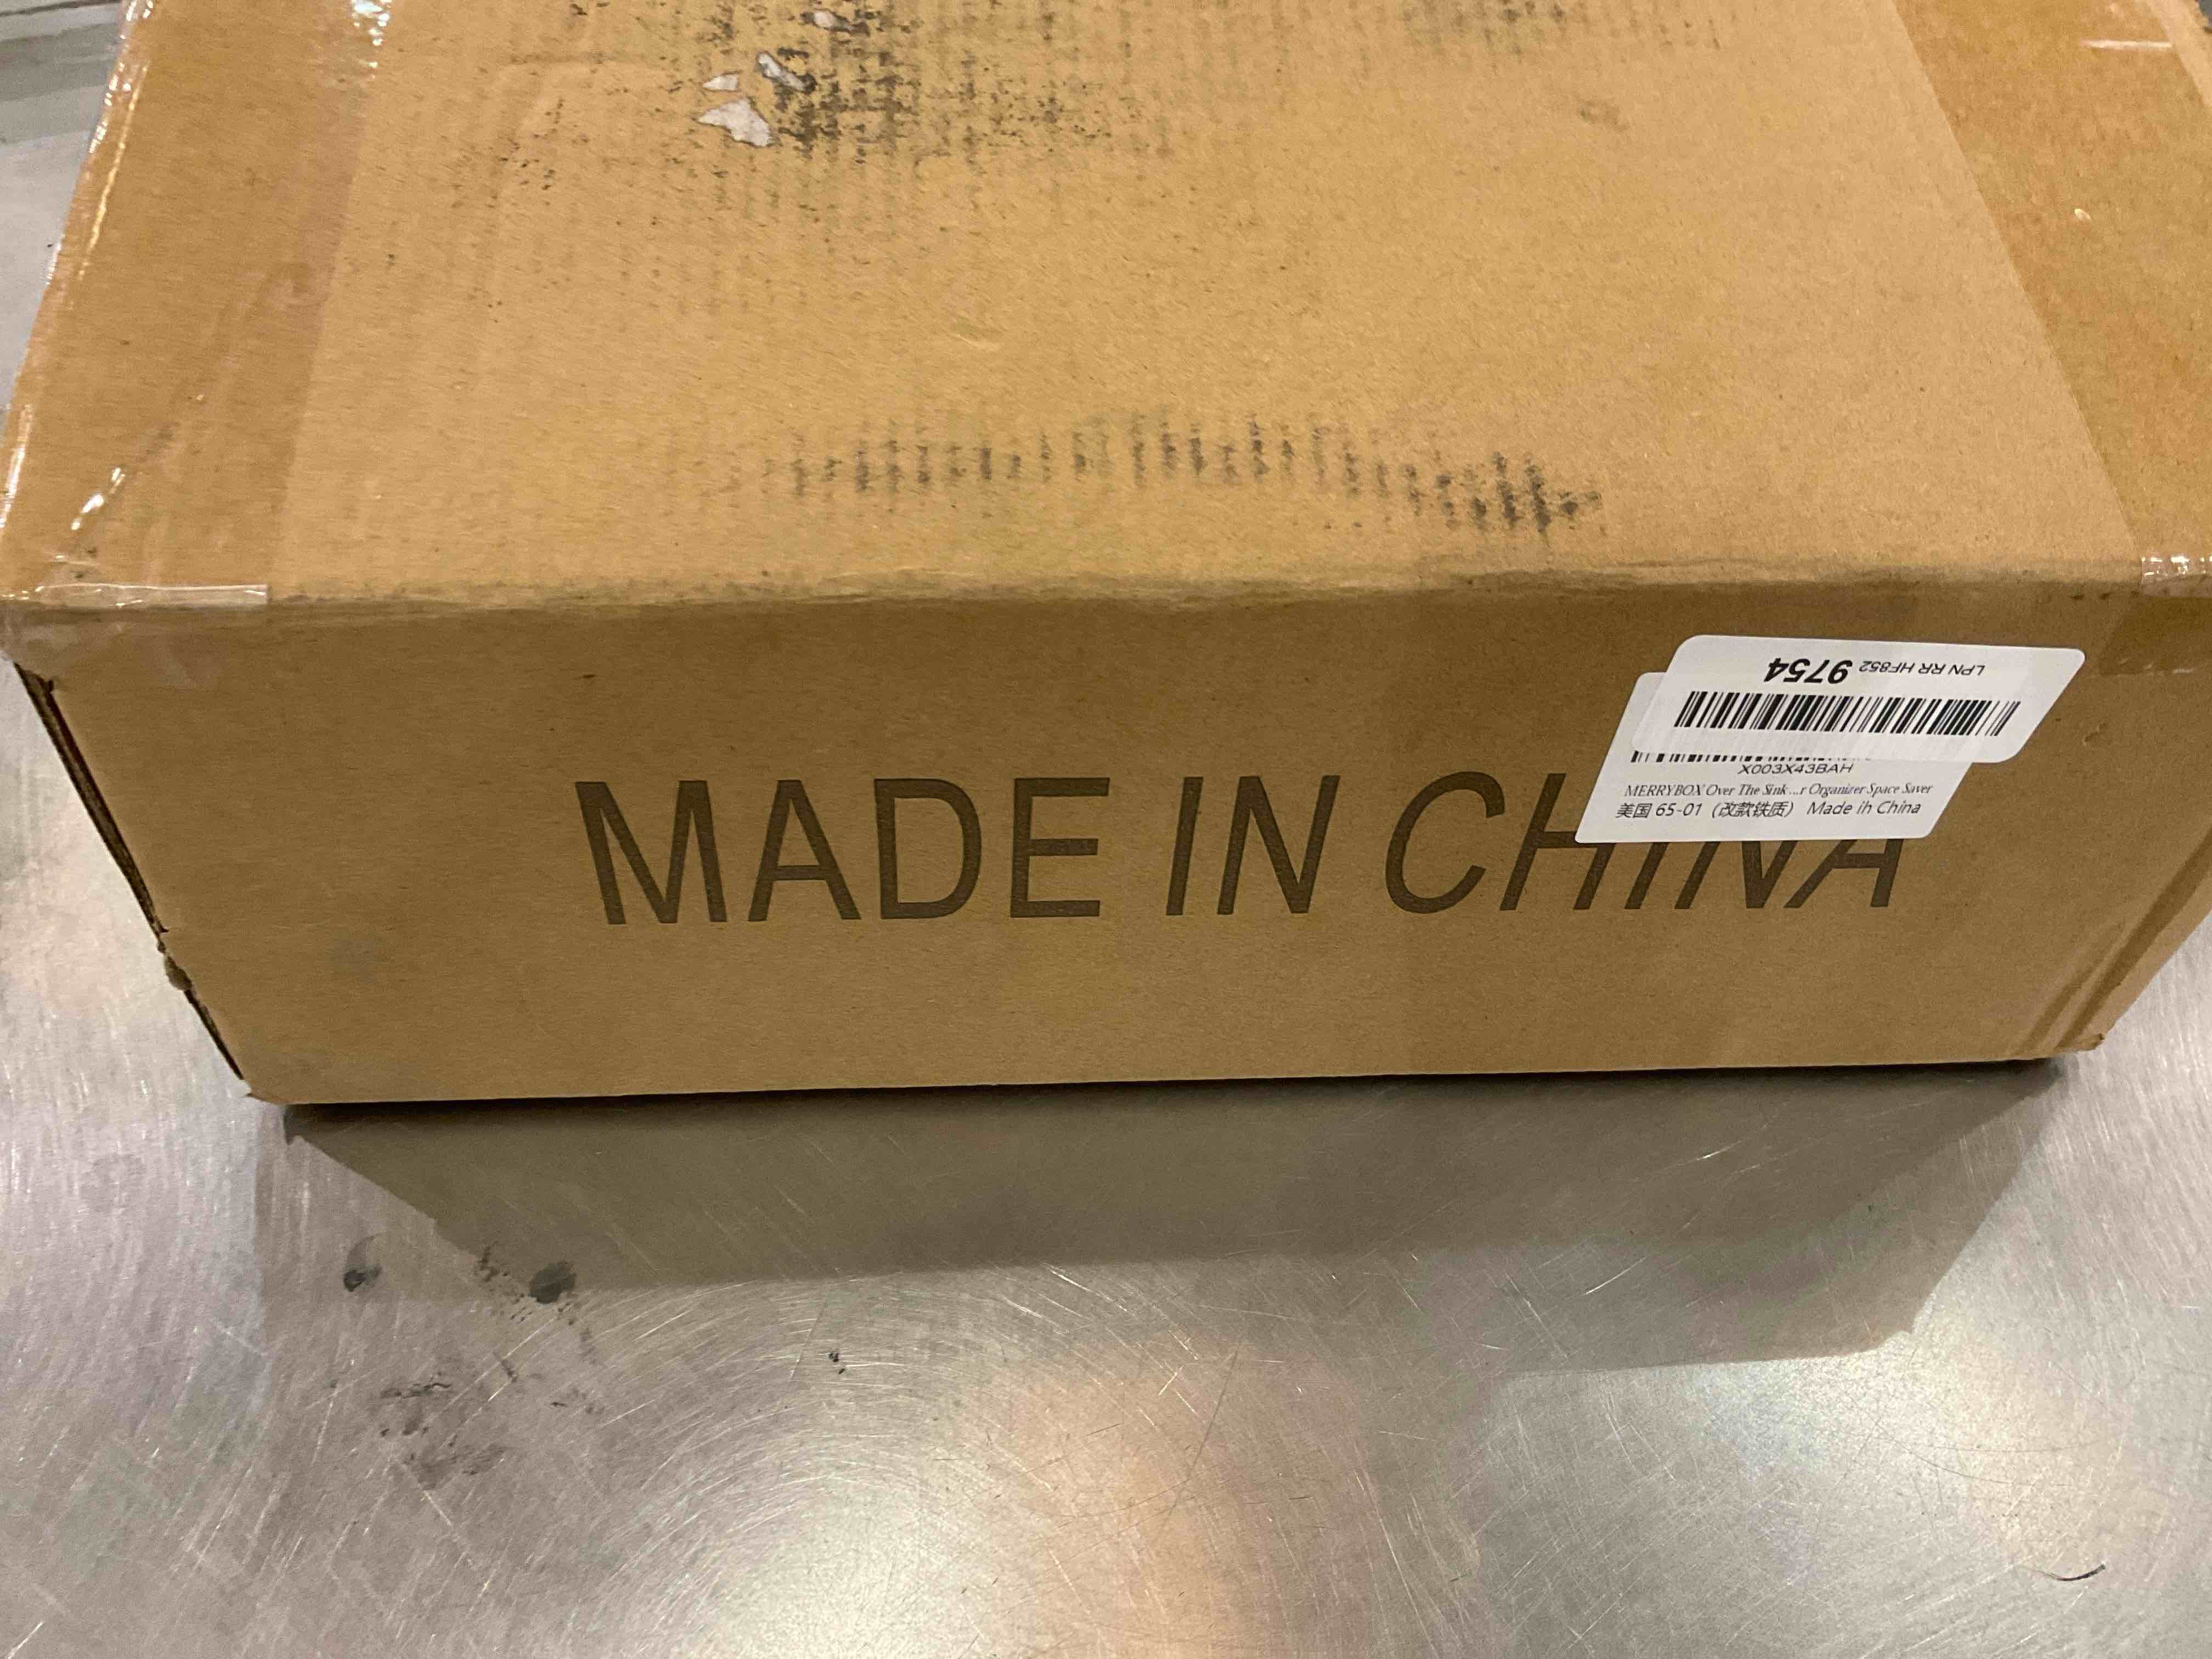 LPN RR HF852 9754
X003X43BAH
MERRYBOX Over The Sink...r Organizer Space Saver
美国 65-01（改款铁质） Made ih China
MADE IN CHINA